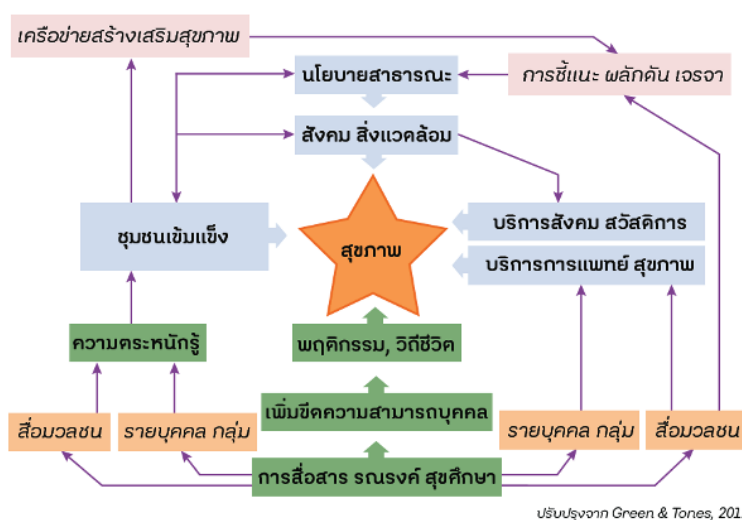 เครือข่ายสร้างเสริมสุขภาพ
นโยบายสาธารณะ
การชี้แนะ ผลักดัน เจรจา
สังคม สิ่งแวดล้อม
ชุมชนเข้มแข็ง
สุขภาพ
บริการสังคม สวัสดิการ
บริการการแพทย์ สุขภาพ
ความตระหนักรู้
พฤติกรรม, วิถีชีวิต
เพิ่มขีดความสามารถบุคคล
สื่อมวลชน
รายบุคคล กลุ่ม
รายบุคคล กลุ่ม
สื่อมวลชน
การสื่อสาร รณรงค์ สุขศึกษา
ปรับปรุงจาก Green & Tones, 201